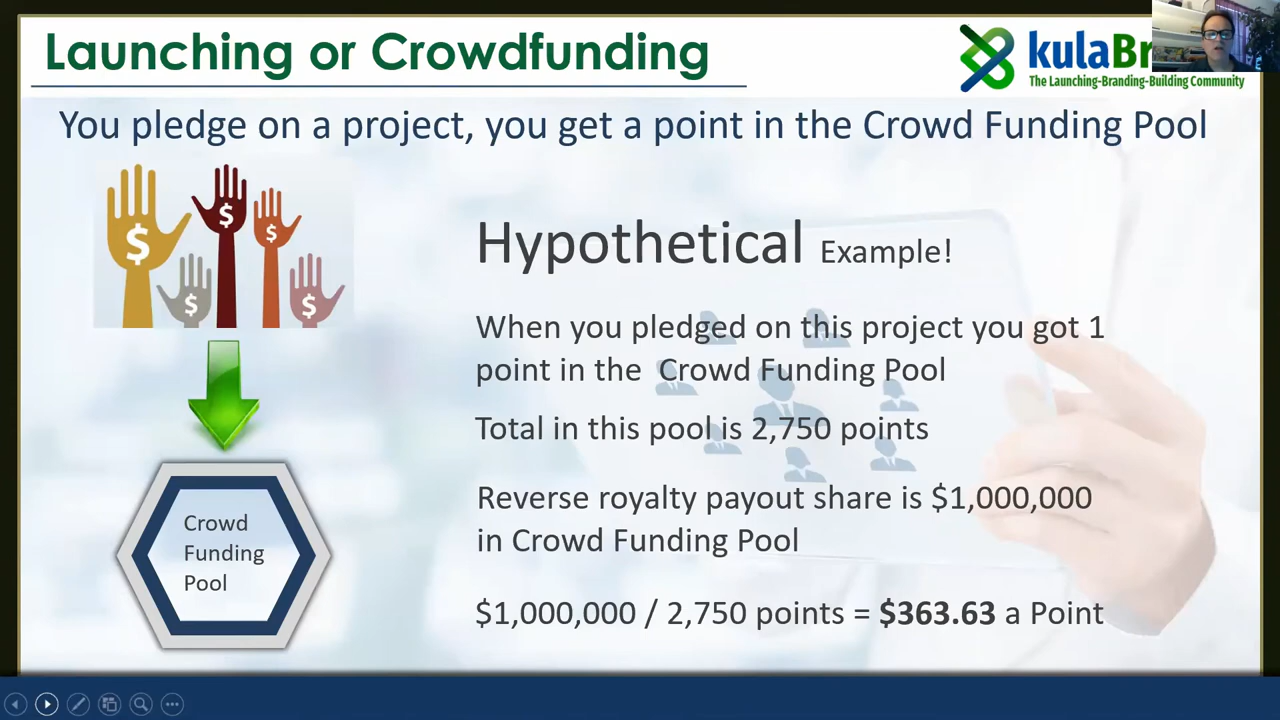 Launching or Crowdfunding
kulaBr
The Launching-Branding-Building Community
You pledge on a project, you get a point in the Crowd Funding Pool
$
$
$
$
$
Hypothetical Example!
When you pledged on this project you got 1
point in the Crowd Funding Pool
Total in this pool is 2,750 points
Reverse royalty payout share is $1,000,000
in Crowd Funding Pool
$1,000,000 / 2,750 points = $363.63 a Point
Crowd
Funding
Pool